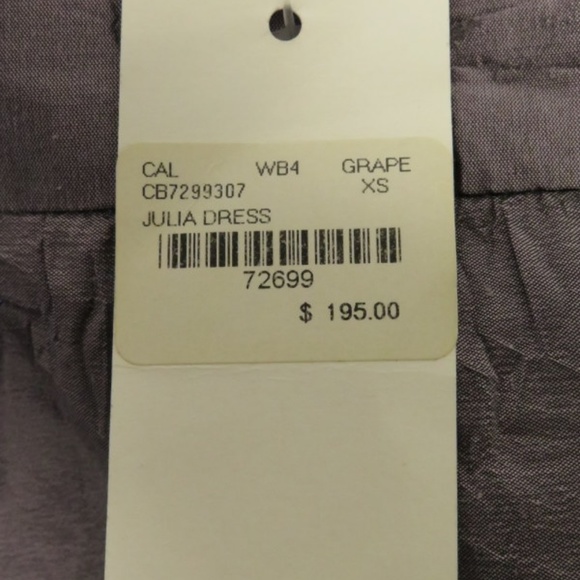 CAL WB4 GRAPE
CB7299307 XS
JULIA DRESS
72699
$ 195.00